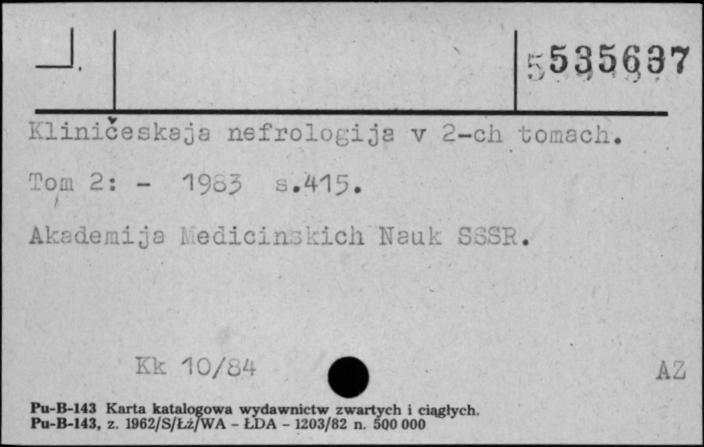 5535637
Kliničeskaja nefrologija v 2-ch tomach.
Tom 2: - 1983 s.415.
Akademija Medicinskich Nauk SSSR.
Kk 10/84 AZ
Pu-B-143 Karta katalogowa wydawnictw zwartych i ciągłych.
Pu-B-143, z. 1962/S/Łż/WA - ŁDA - 1203/82 n. 500 000